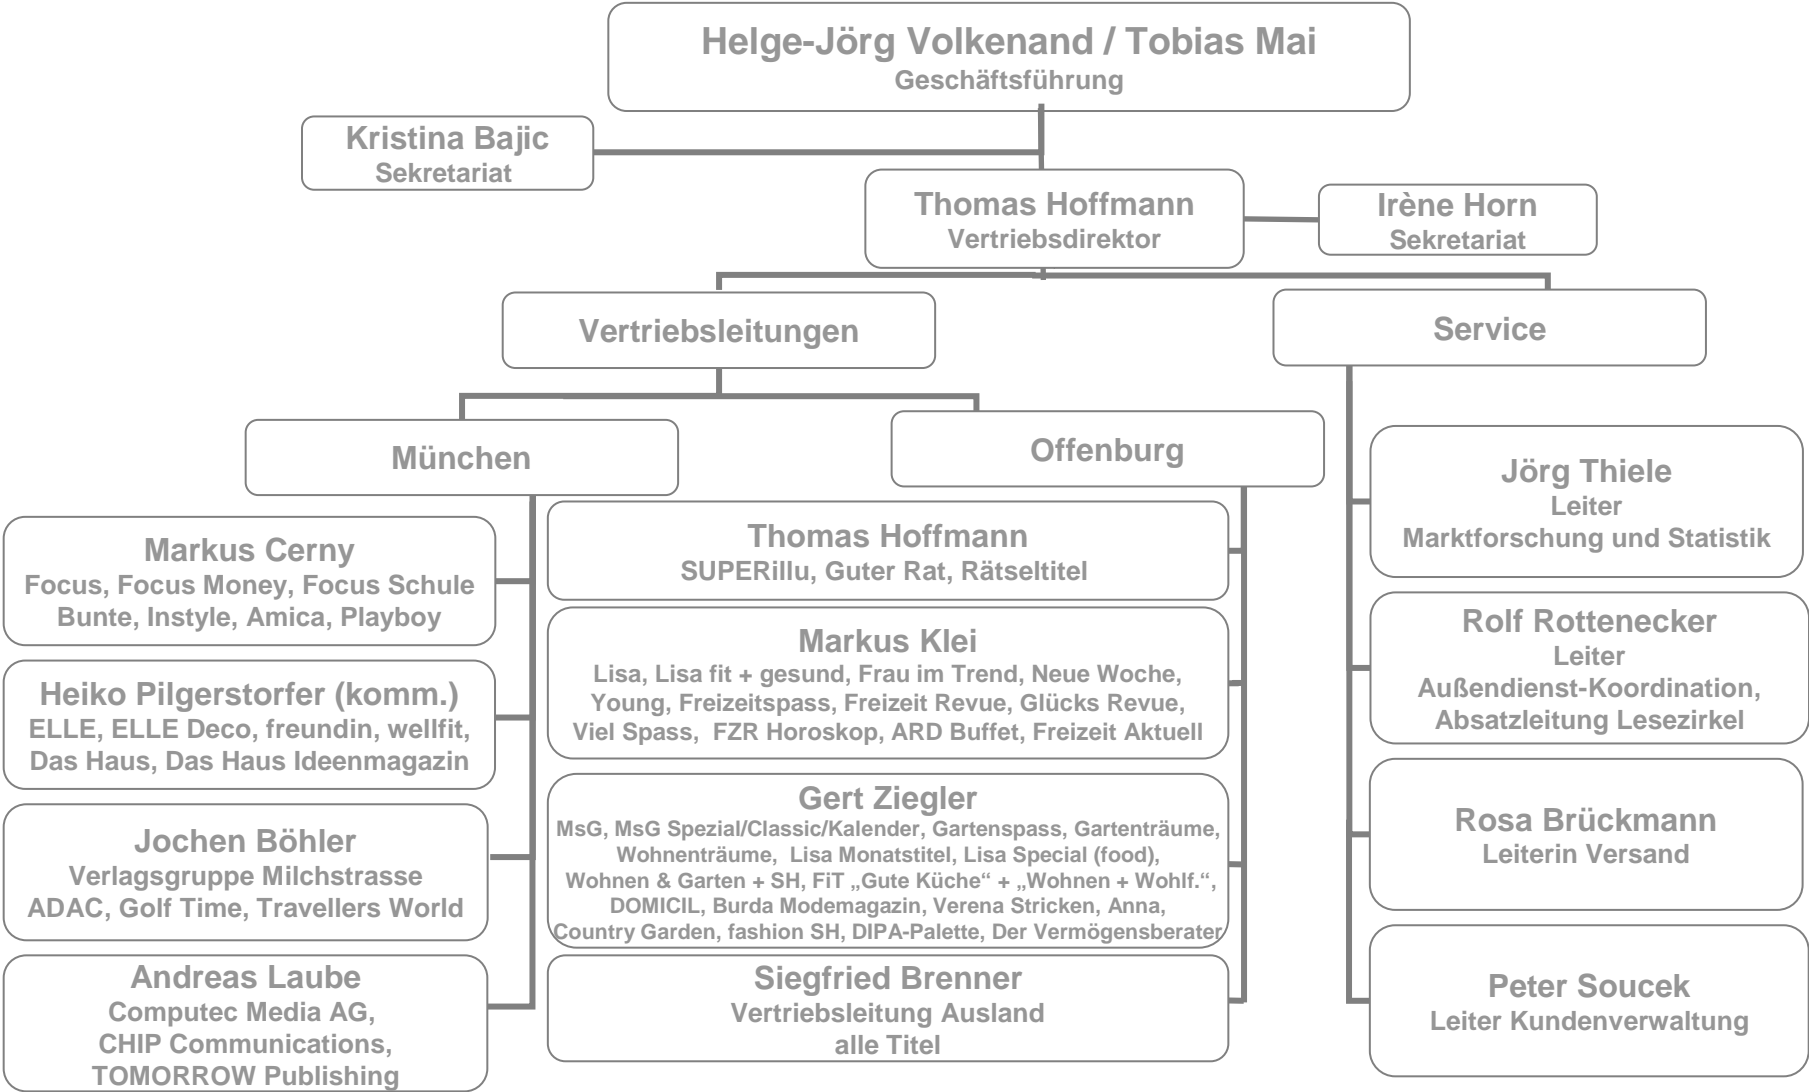 Helge-Jörg Volkenand / Tobias Mai
Geschäftsführung
Kristina Bajic
Sekretariat
Thomas Hoffmann
Vertriebsdirektor
Irène Horn
Sekretariat
Vertriebsleitungen
Service
München
Offenburg
Markus Cerny
Focus, Focus Money, Focus Schule
Bunte, Instyle, Amica, Playboy
Heiko Pilgerstorfer (komm.)
ELLE, ELLE Deco, freundin, wellfit,
Das Haus, Das Haus Ideenmagazin
Jochen Böhler
Verlagsgruppe Milchstrasse
ADAC, Golf Time, Travellers World
Andreas Laube
Computec Media AG,
CHIP Communications,
TOMORROW Publishing
Thomas Hoffmann
SUPERillu, Guter Rat, Rätseltitel
Markus Klei
Lisa, Lisa fit + gesund, Frau im Trend, Neue Woche,
Young, Freizeitspass, Freizeit Revue, Glücks Revue,
Viel Spass, FZR Horoskop, ARD Buffet, Freizeit Aktuell
Gert Ziegler
MsG, MsG Spezial/Classic/Kalender, Gartenspass, Gartenträume,
Wohnenträume, Lisa Monatstitel, Lisa Special (food),
Wohnen & Garten + SH, FiT „Gute Küche“ + „Wohnen + Wohlf.“,
DOMICIL, Burda Modemagazin, Verena Stricken, Anna,
Country Garden, fashion SH, DIPA-Palette, Der Vermögensberater
Siegfried Brenner
Vertriebsleitung Ausland
alle Titel
Jörg Thiele
Leiter
Marktforschung und Statistik
Rolf Rottenecker
Leiter
Außendienst-Koordination,
Absatzleitung Lesezirkel
Rosa Brückmann
Leiterin Versand
Peter Soucek
Leiter Kundenverwaltung